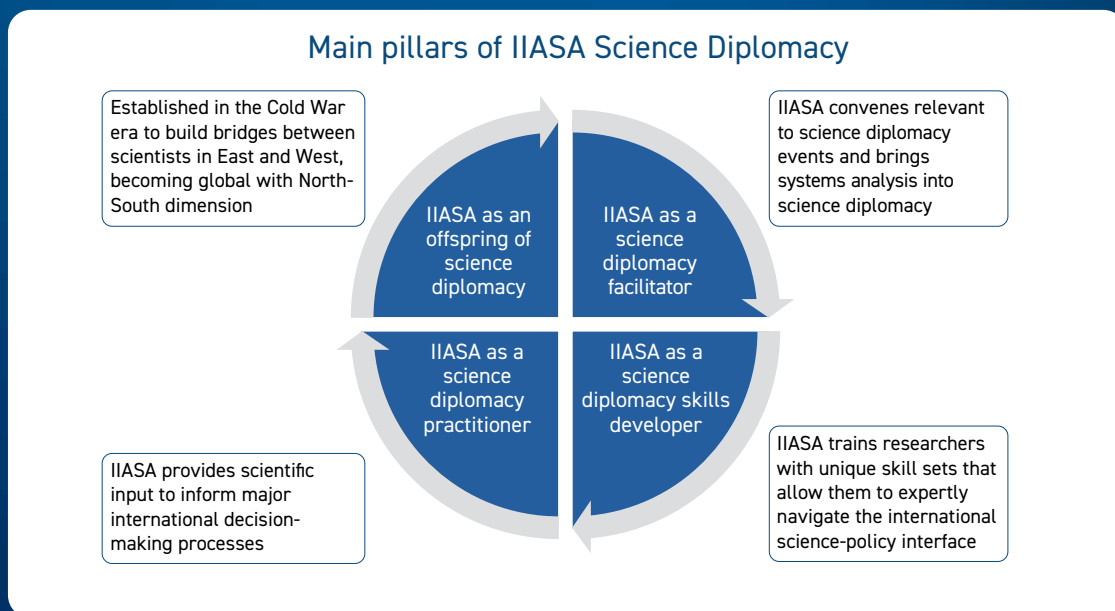 Main pillars of IIASA Science Diplomacy
Established in the Cold War
era to build bridges between
scientists in East and West,
becoming global with North-
South dimension
IIASA as an
offspring of
science
diplomacy
IIASA as a
science
diplomacy
facilitator
IIASA convenes relevant
to science diplomacy
events and brings
systems analysis into
science diplomacy
IIASA provides scientific
input to inform major
international decision-
making processes
IIASA as a
science
diplomacy
practitioner
IIASA as a
science
diplomacy skills
developer
IIASA trains researchers
with unique skill sets that
allow them to expertly
navigate the international
science-policy interface